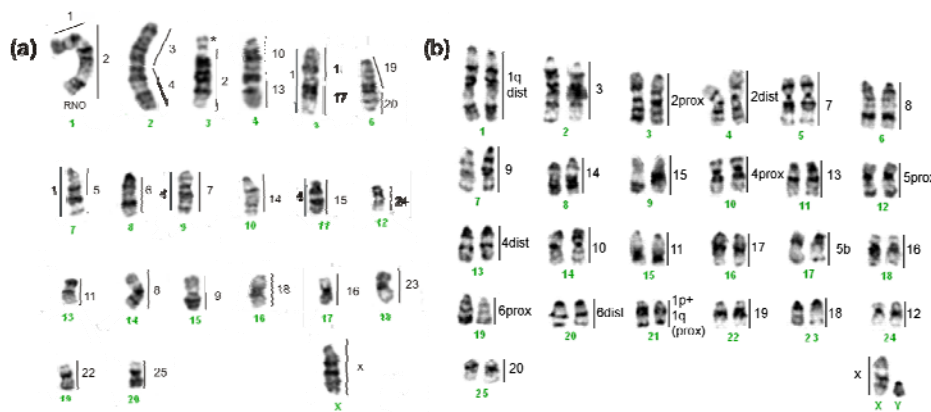 (a)
1
2
3
4
*
2
10
13
1
17
19
20
RNO
1 2 3 4 5 6
5
6
7
14
15
7 8 9 10 11 12
11
8
9
18
16
23
13 14 15 16 17 18
22
25
x
19 20 X
(b)
1q
dist
3
2prox
2dist
7
8
1 2 3 4 5 6
9
14
15
4prox
13
5prox
7 8 9 10 11 12
4dist
10
11
17
5b
16
13 14 15 16 17 18
6prox
6disl
1p+
1q
(prox)
19
18
12
19 20 21 22 23 24
20
x
25 X Y